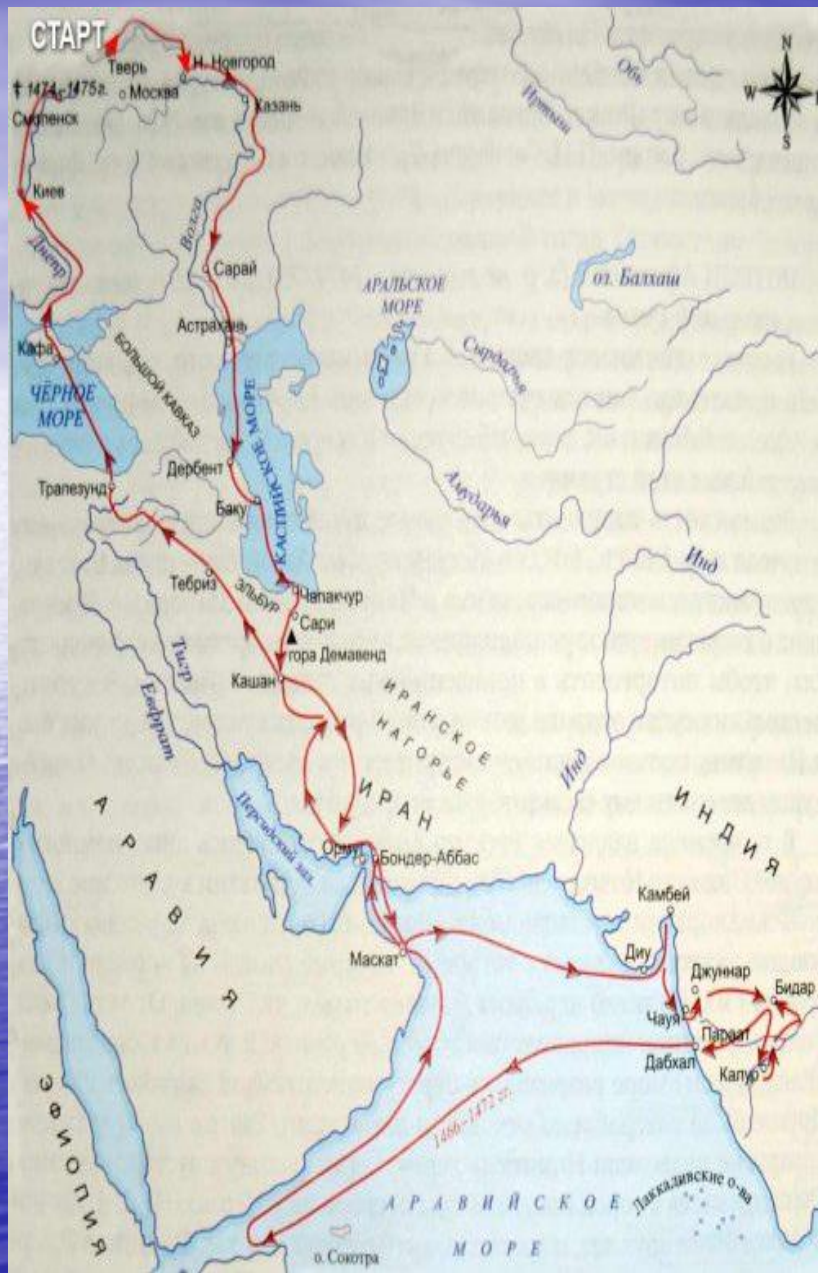 СТАРТ
Тверь
Н. Новгород
† 1474–1475 г.
Москва
Казань
Смоленск
Киев
Днепр
Волга
Сарай
Астрахань
Обь
Иртыш
N
W
S
АРАЛЬСКОЕ
МОРЕ
оз. Балхаш
Сырдарья
Амударья
Кафа
ЧЁРНОЕ
МОРЕ
БОЛЬШОЙ КАВКАЗ
КАСПИЙСКОЕ МОРЕ
Дербент
Баку
Трапезунд
Тебриз
ЭЛЬБУР
Чапакур
Сари
гора Демавенд
Кашан
Тигр
Евфрат
ИРАНСКОЕ
НАГОРЬЕ
ИРАН
Инд
Инд
ИНДИЯ
АРАВИЯ
Персидский зал.
Ормуз
Бондер-Аббас
Маскат
Камбей
Диу
Джуннар
Бидар
Чаул
Параат
Дабхал
Калур
1466–1472 гг.
ЭФИОПИЯ
АРАВИЙСКОЕ
МОРЕ
Лаккадивские о-ва
о. Сокотра